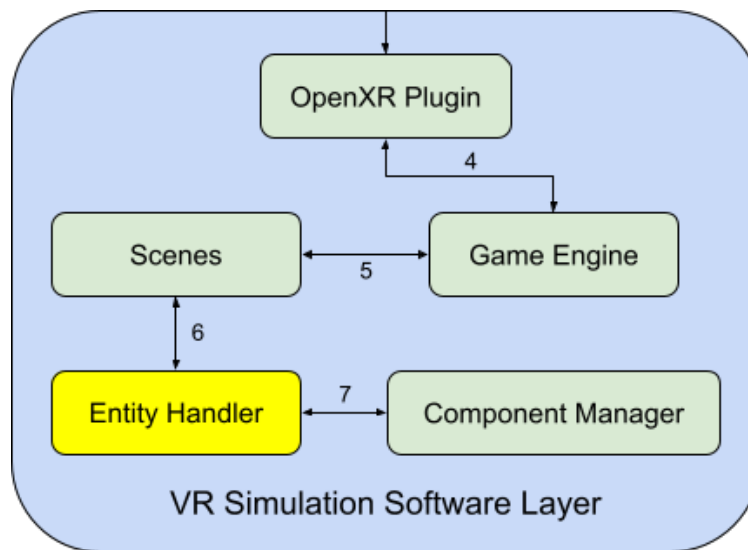 OpenXR Plugin
4
Scenes
5
Game Engine
6
Entity Handler
7
Component Manager
VR Simulation Software Layer